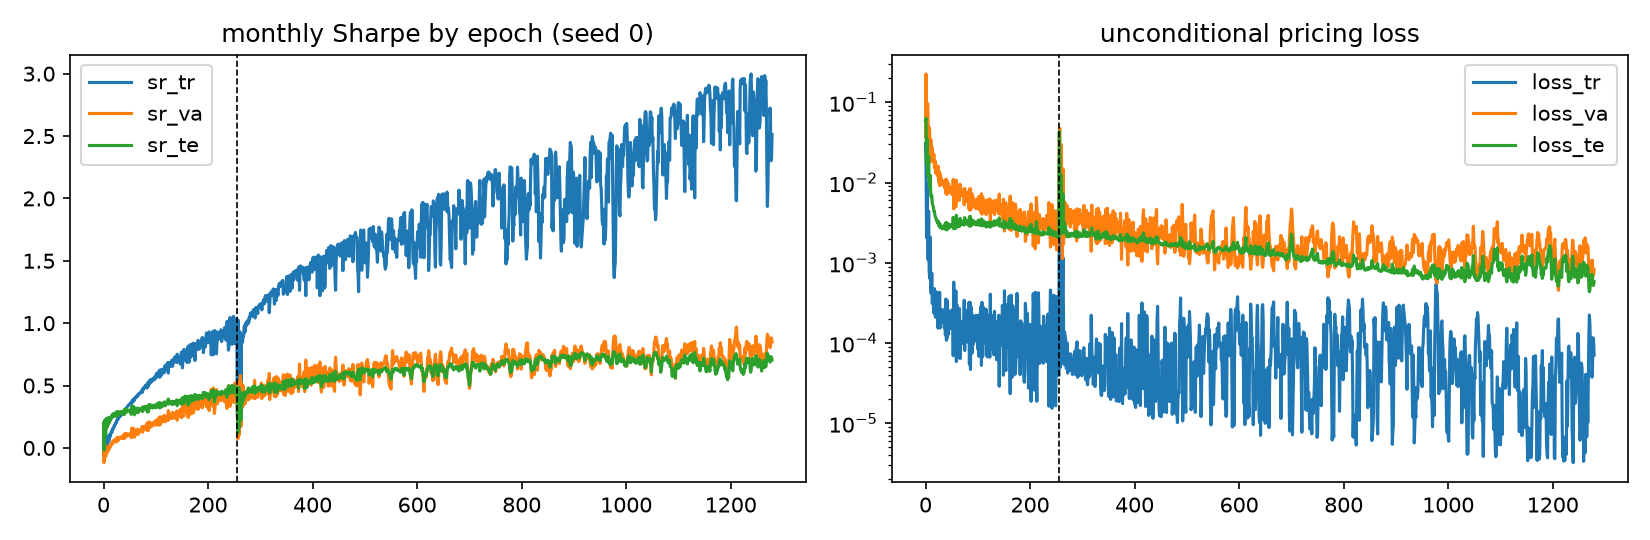 monthly Sharpe by epoch (seed 0)
sr_tr
sr_va
sr_te
3.0
2.5
2.0
1.5
1.0
0.5
0.0
0 200 400 600 800 1000 1200
unconditional pricing loss
loss_tr
loss_va
loss_te
10⁻¹
10⁻²
10⁻³
10⁻⁴
10⁻⁵
0 200 400 600 800 1000 1200